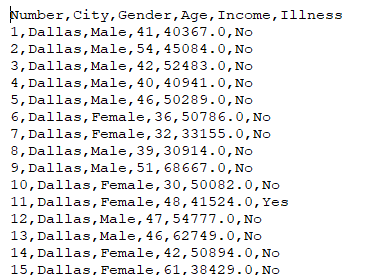 Number,City,Gender,Age,Income,Illness
1,Dallas,Male,41,40367.0,No
2,Dallas,Male,54,45084.0,No
3,Dallas,Male,42,52483.0,No
4,Dallas,Male,40,40941.0,No
5,Dallas,Male,46,50289.0,No
6,Dallas,Female,36,50786.0,No
7,Dallas,Female,32,33155.0,No
8,Dallas,Male,39,30914.0,No
9,Dallas,Male,51,68667.0,No
10,Dallas,Female,30,50082.0,No
11,Dallas,Female,48,41524.0,Yes
12,Dallas,Male,47,54777.0,No
13,Dallas,Male,46,62749.0,No
14,Dallas,Female,42,50894.0,No
15,Dallas,Female,61,38429.0,No